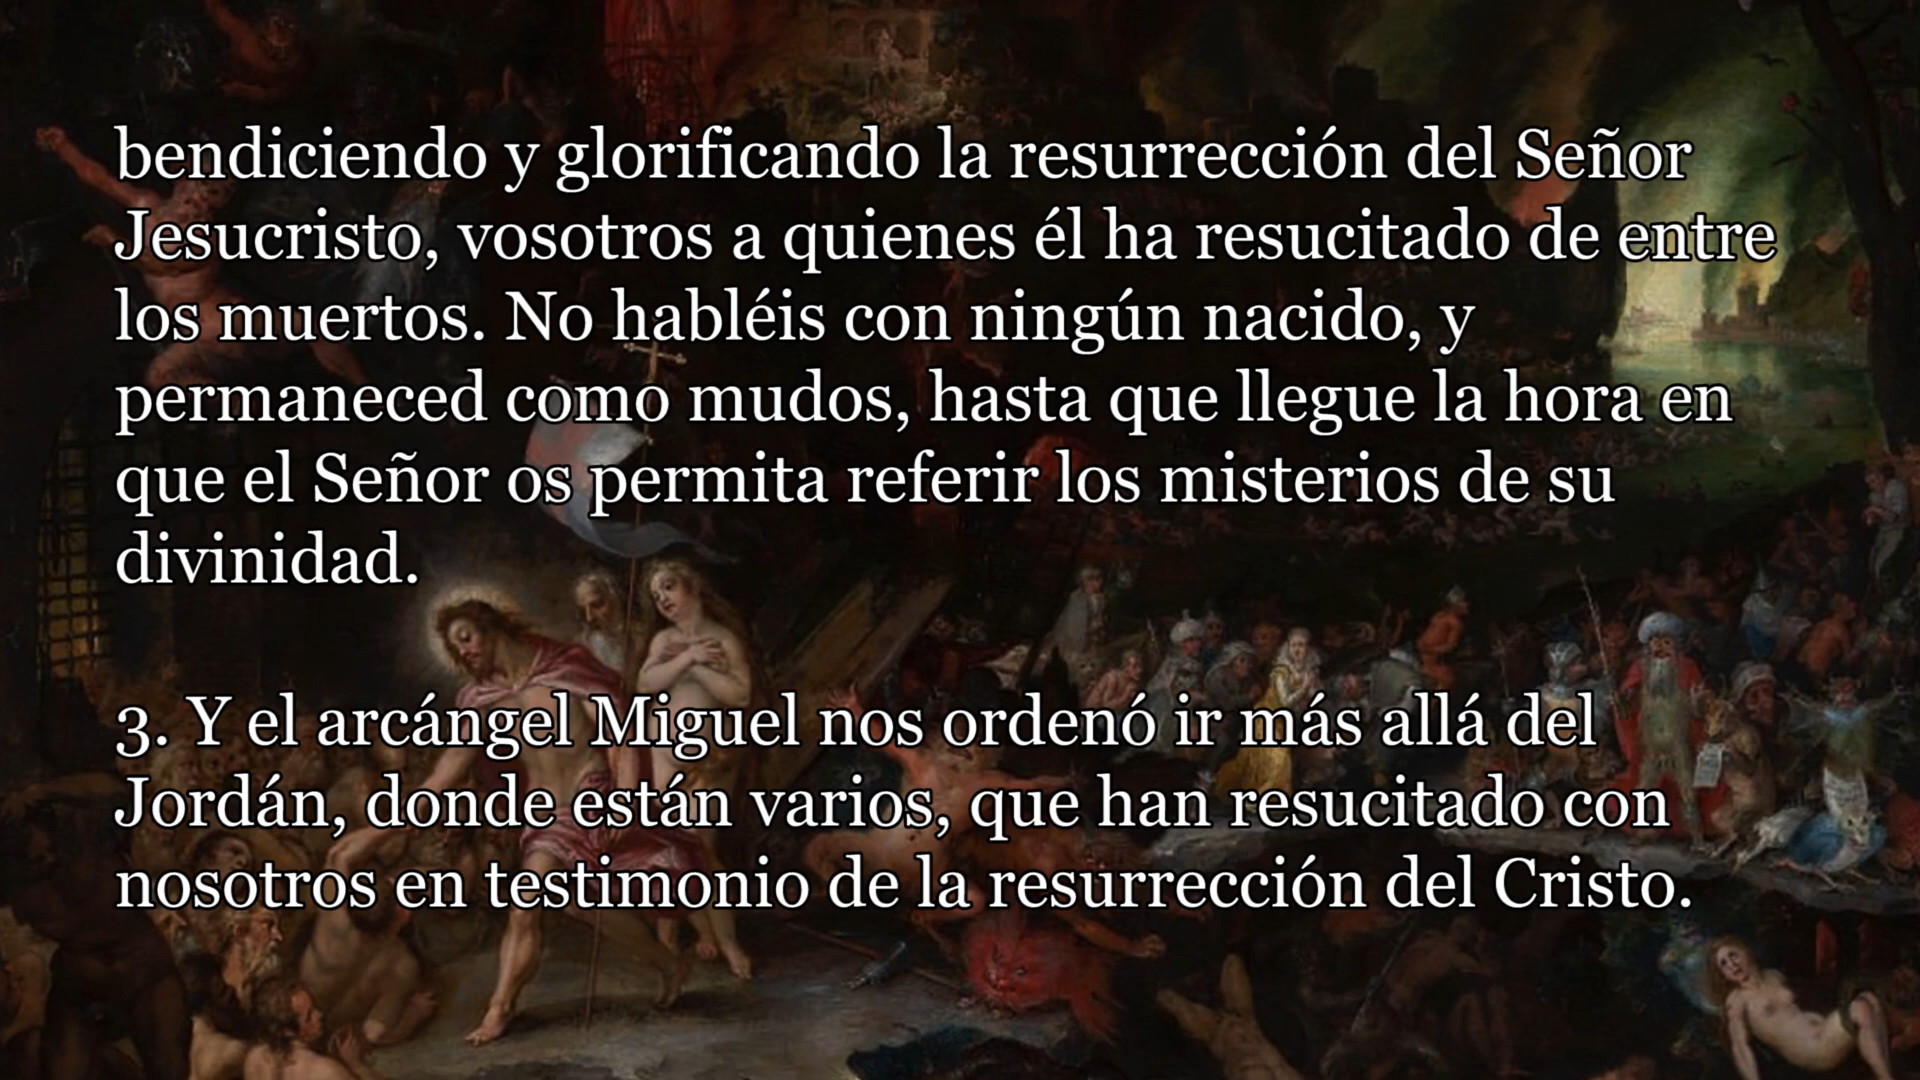 bendiciendo y glorificando la resurrección del Señor
Jesucristo, vosotros a quienes él ha resucitado de entre
los muertos. No habléis con ningún nacido, y
permaneced como mudos, hasta que llegue la hora en
que el Señor os permita referir los misterios de su
divinidad.
3. Y el arcángel Miguel nos ordenó ir más allá del
Jordán, donde están varios, que han resucitado con
nosotros en testimonio de la resurrección del Cristo.